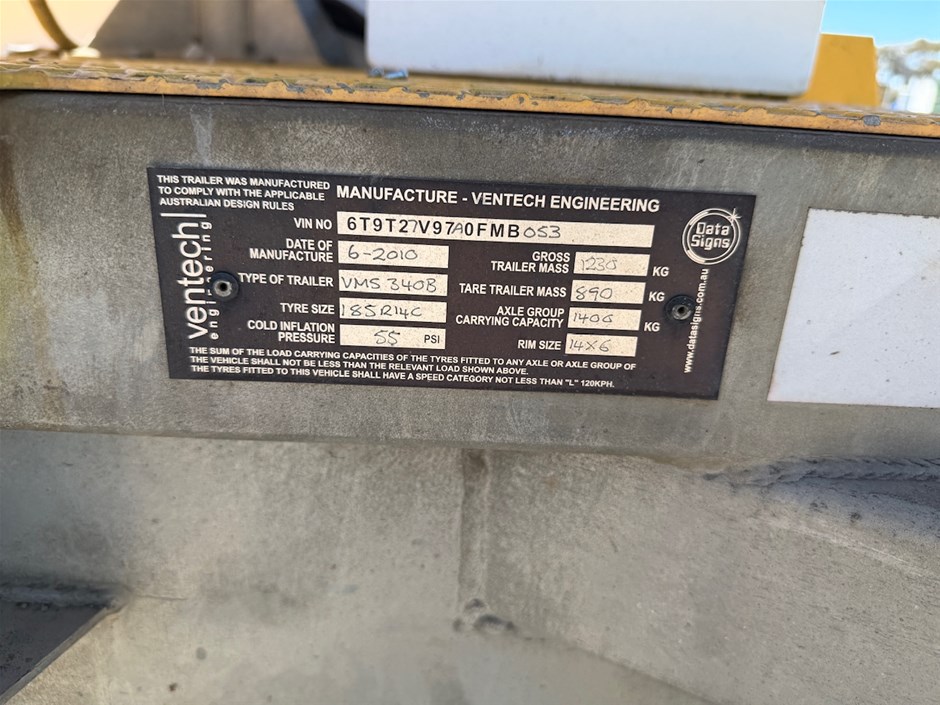 THIS TRAILER WAS MANUFACTURED
TO COMPLY WITH THE APPLICABLE
AUSTRALIAN DESIGN RULES
MANUFACTURE - VENTECH ENGINEERING
ventech
engineering
VIN NO 6T9T27V97A0FMB053
DATE OF
MANUFACTURE 6-2010
TYPE OF TRAILER VMS 340B
TYRE SIZE 185R14C
COLD INFLATION
PRESSURE 55 PSI
GROSS
TRAILER MASS 1230 KG
TARE TRAILER MASS 890 KG
AXLE GROUP
CARRYING CAPACITY 1400 KG
RIM SIZE 14X6
Data
Signs
www.datasigns.com.au
THE SUM OF THE LOAD CARRYING CAPACITIES OF THE TYRES FITTED TO ANY AXLE OR AXLE GROUP OF
THE VEHICLE SHALL NOT BE LESS THAN THE RELEVANT LOAD SHOWN ABOVE.
THE TYRES FITTED TO THIS VEHICLE SHALL HAVE A SPEED CATEGORY NOT LESS THAN "L" 120KPH.